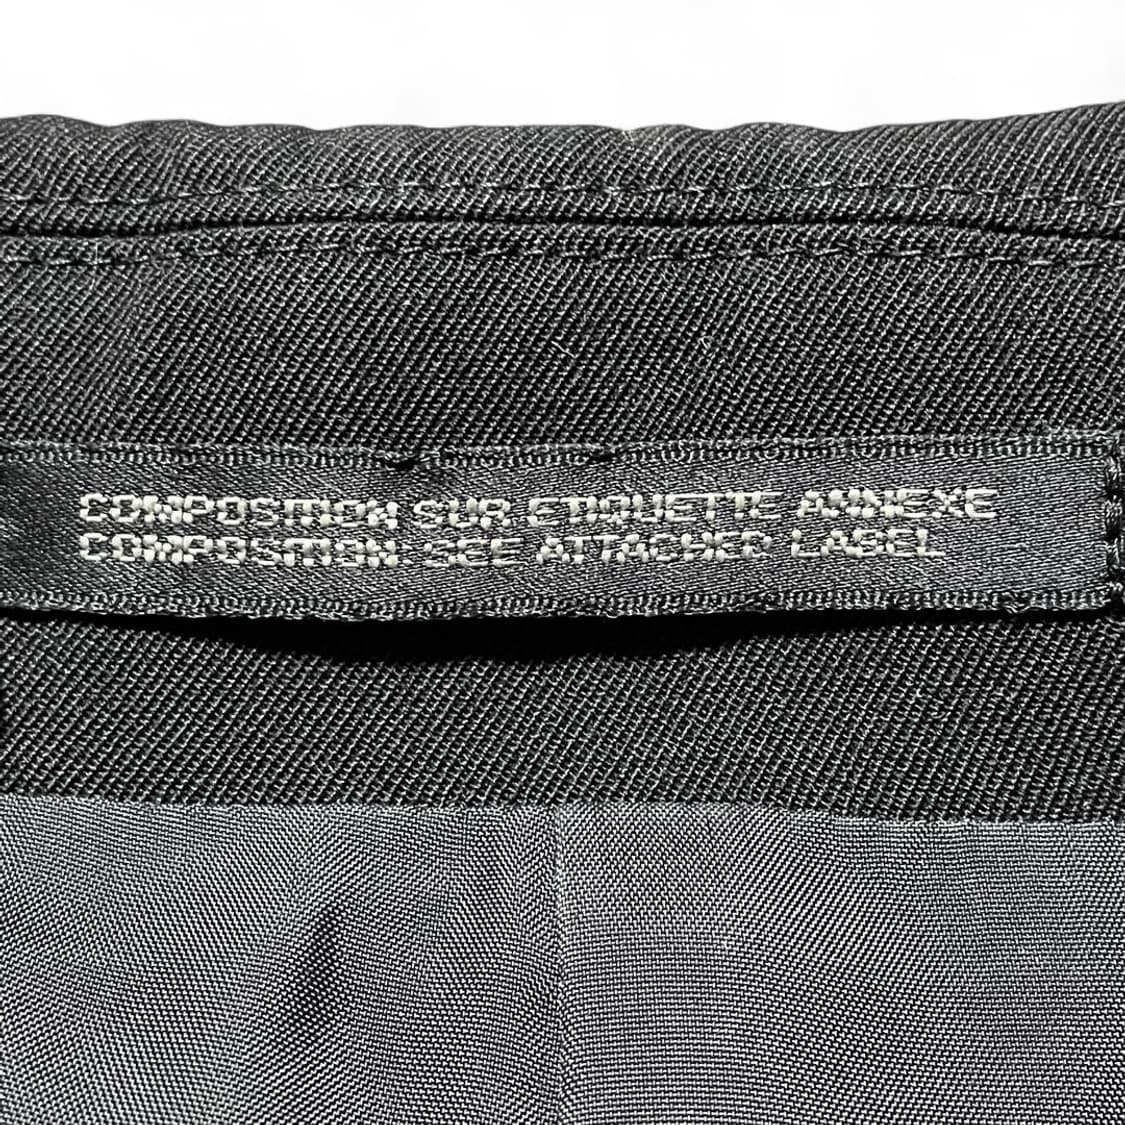 COMPOSITION SUR ETIQUETTE ANNEXE
COMPOSITION: SEE ATTACHED LABEL